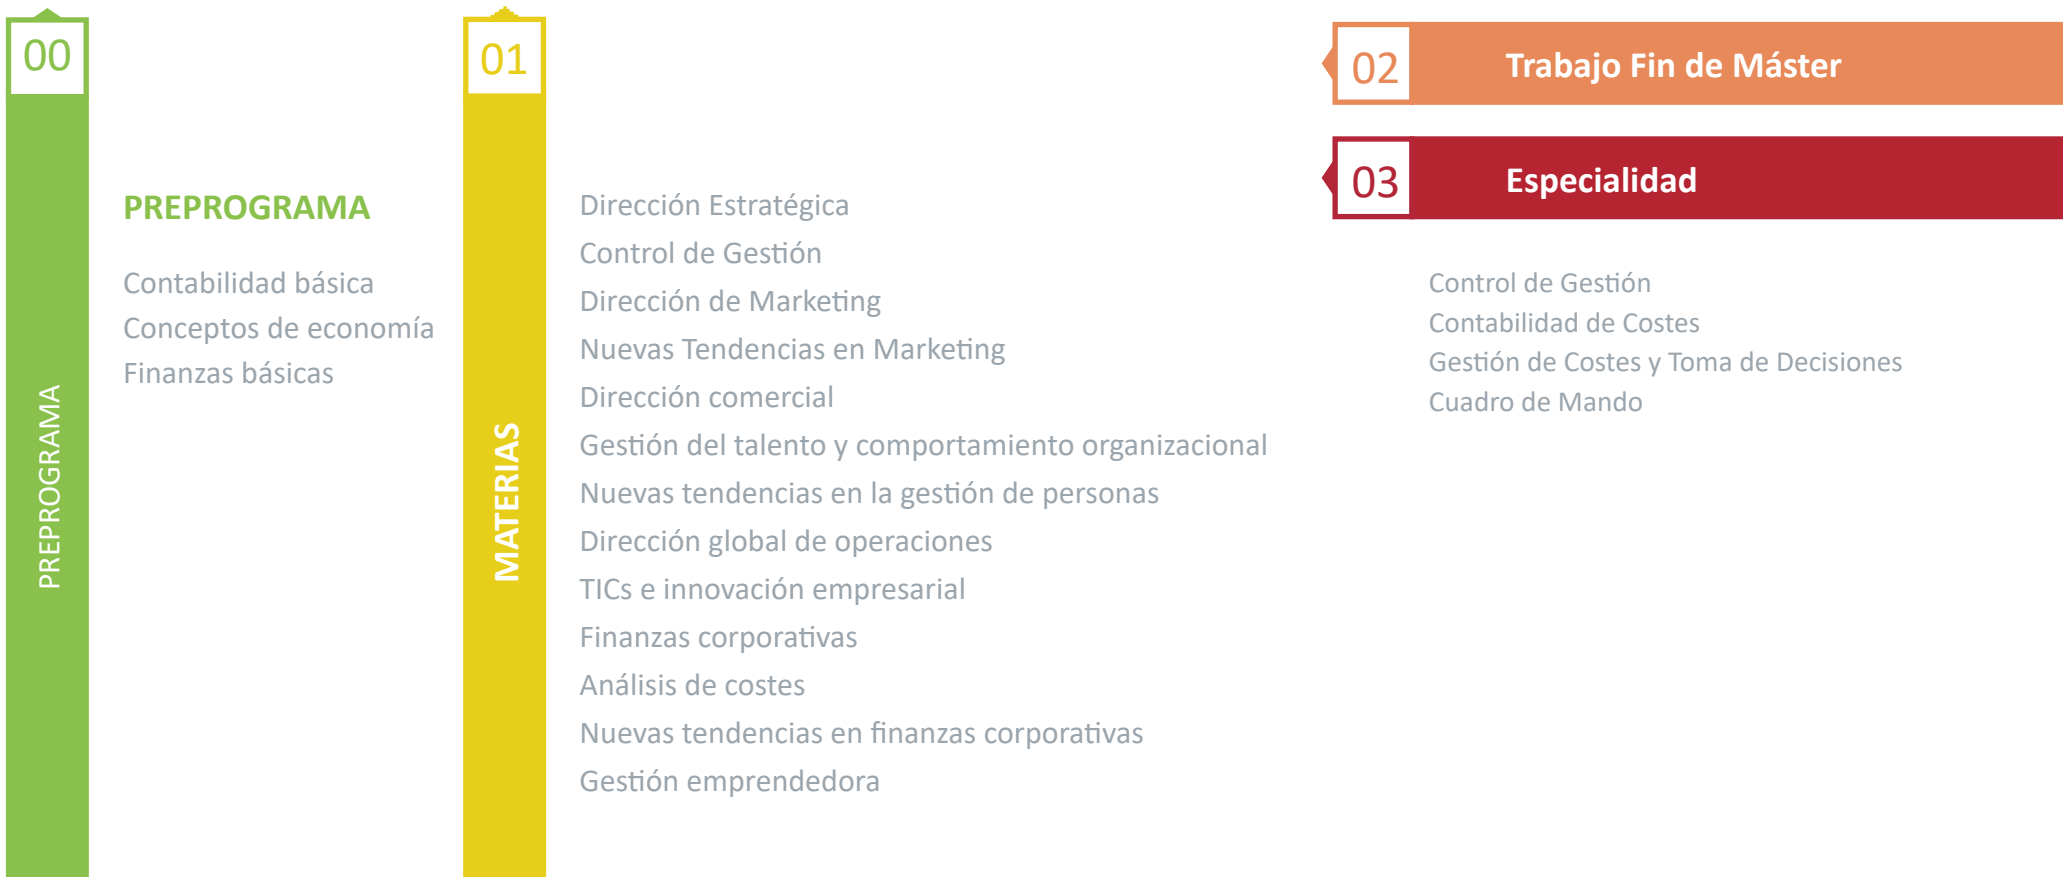 00
PREPROGRAMA
PREPROGRAMA
Contabilidad básica
Conceptos de economía
Finanzas básicas
01
MATERIAS
Dirección Estratégica
Control de Gestión
Dirección de Marketing
Nuevas Tendencias en Marketing
Dirección comercial
Gestión del talento y comportamiento organizacional
Nuevas tendencias en la gestión de personas
Dirección global de operaciones
TICs e innovación empresarial
Finanzas corporativas
Análisis de costes
Nuevas tendencias en finanzas corporativas
Gestión emprendedora
02 Trabajo Fin de Máster
03 Especialidad
Control de Gestión
Contabilidad de Costes
Gestión de Costes y Toma de Decisiones
Cuadro de Mando